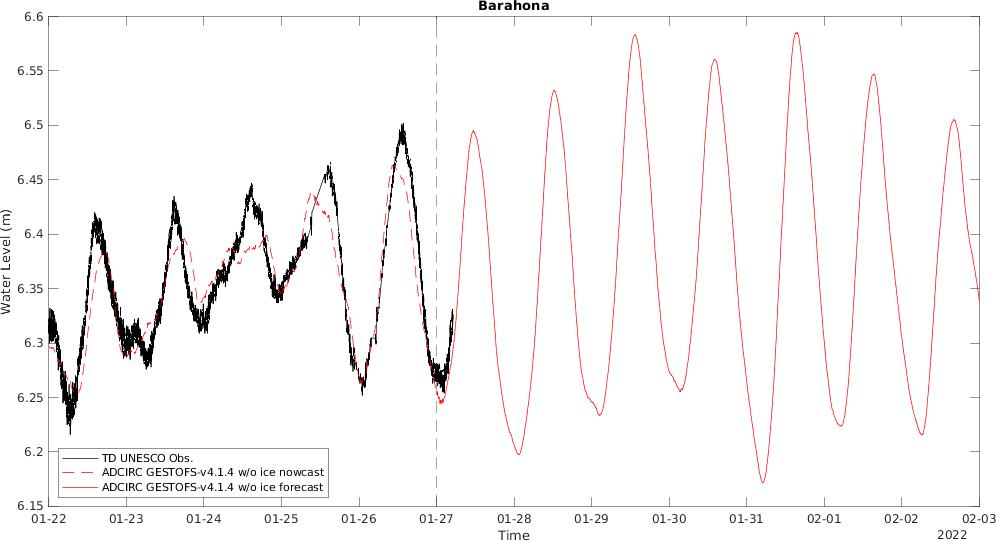 Barahona
6.6
6.55
6.5
6.45
6.4
6.35
6.3
6.25
6.2
6.15
Water Level (m)
TD UNESCO Obs.
ADCIRC GESTOFS-v4.1.4 w/o ice nowcast
ADCIRC GESTOFS-v4.1.4 w/o ice forecast
01-22 01-23 01-24 01-25 01-26 01-27 01-28 01-29 01-30 01-31 02-01 02-02 02-03
Time
2022